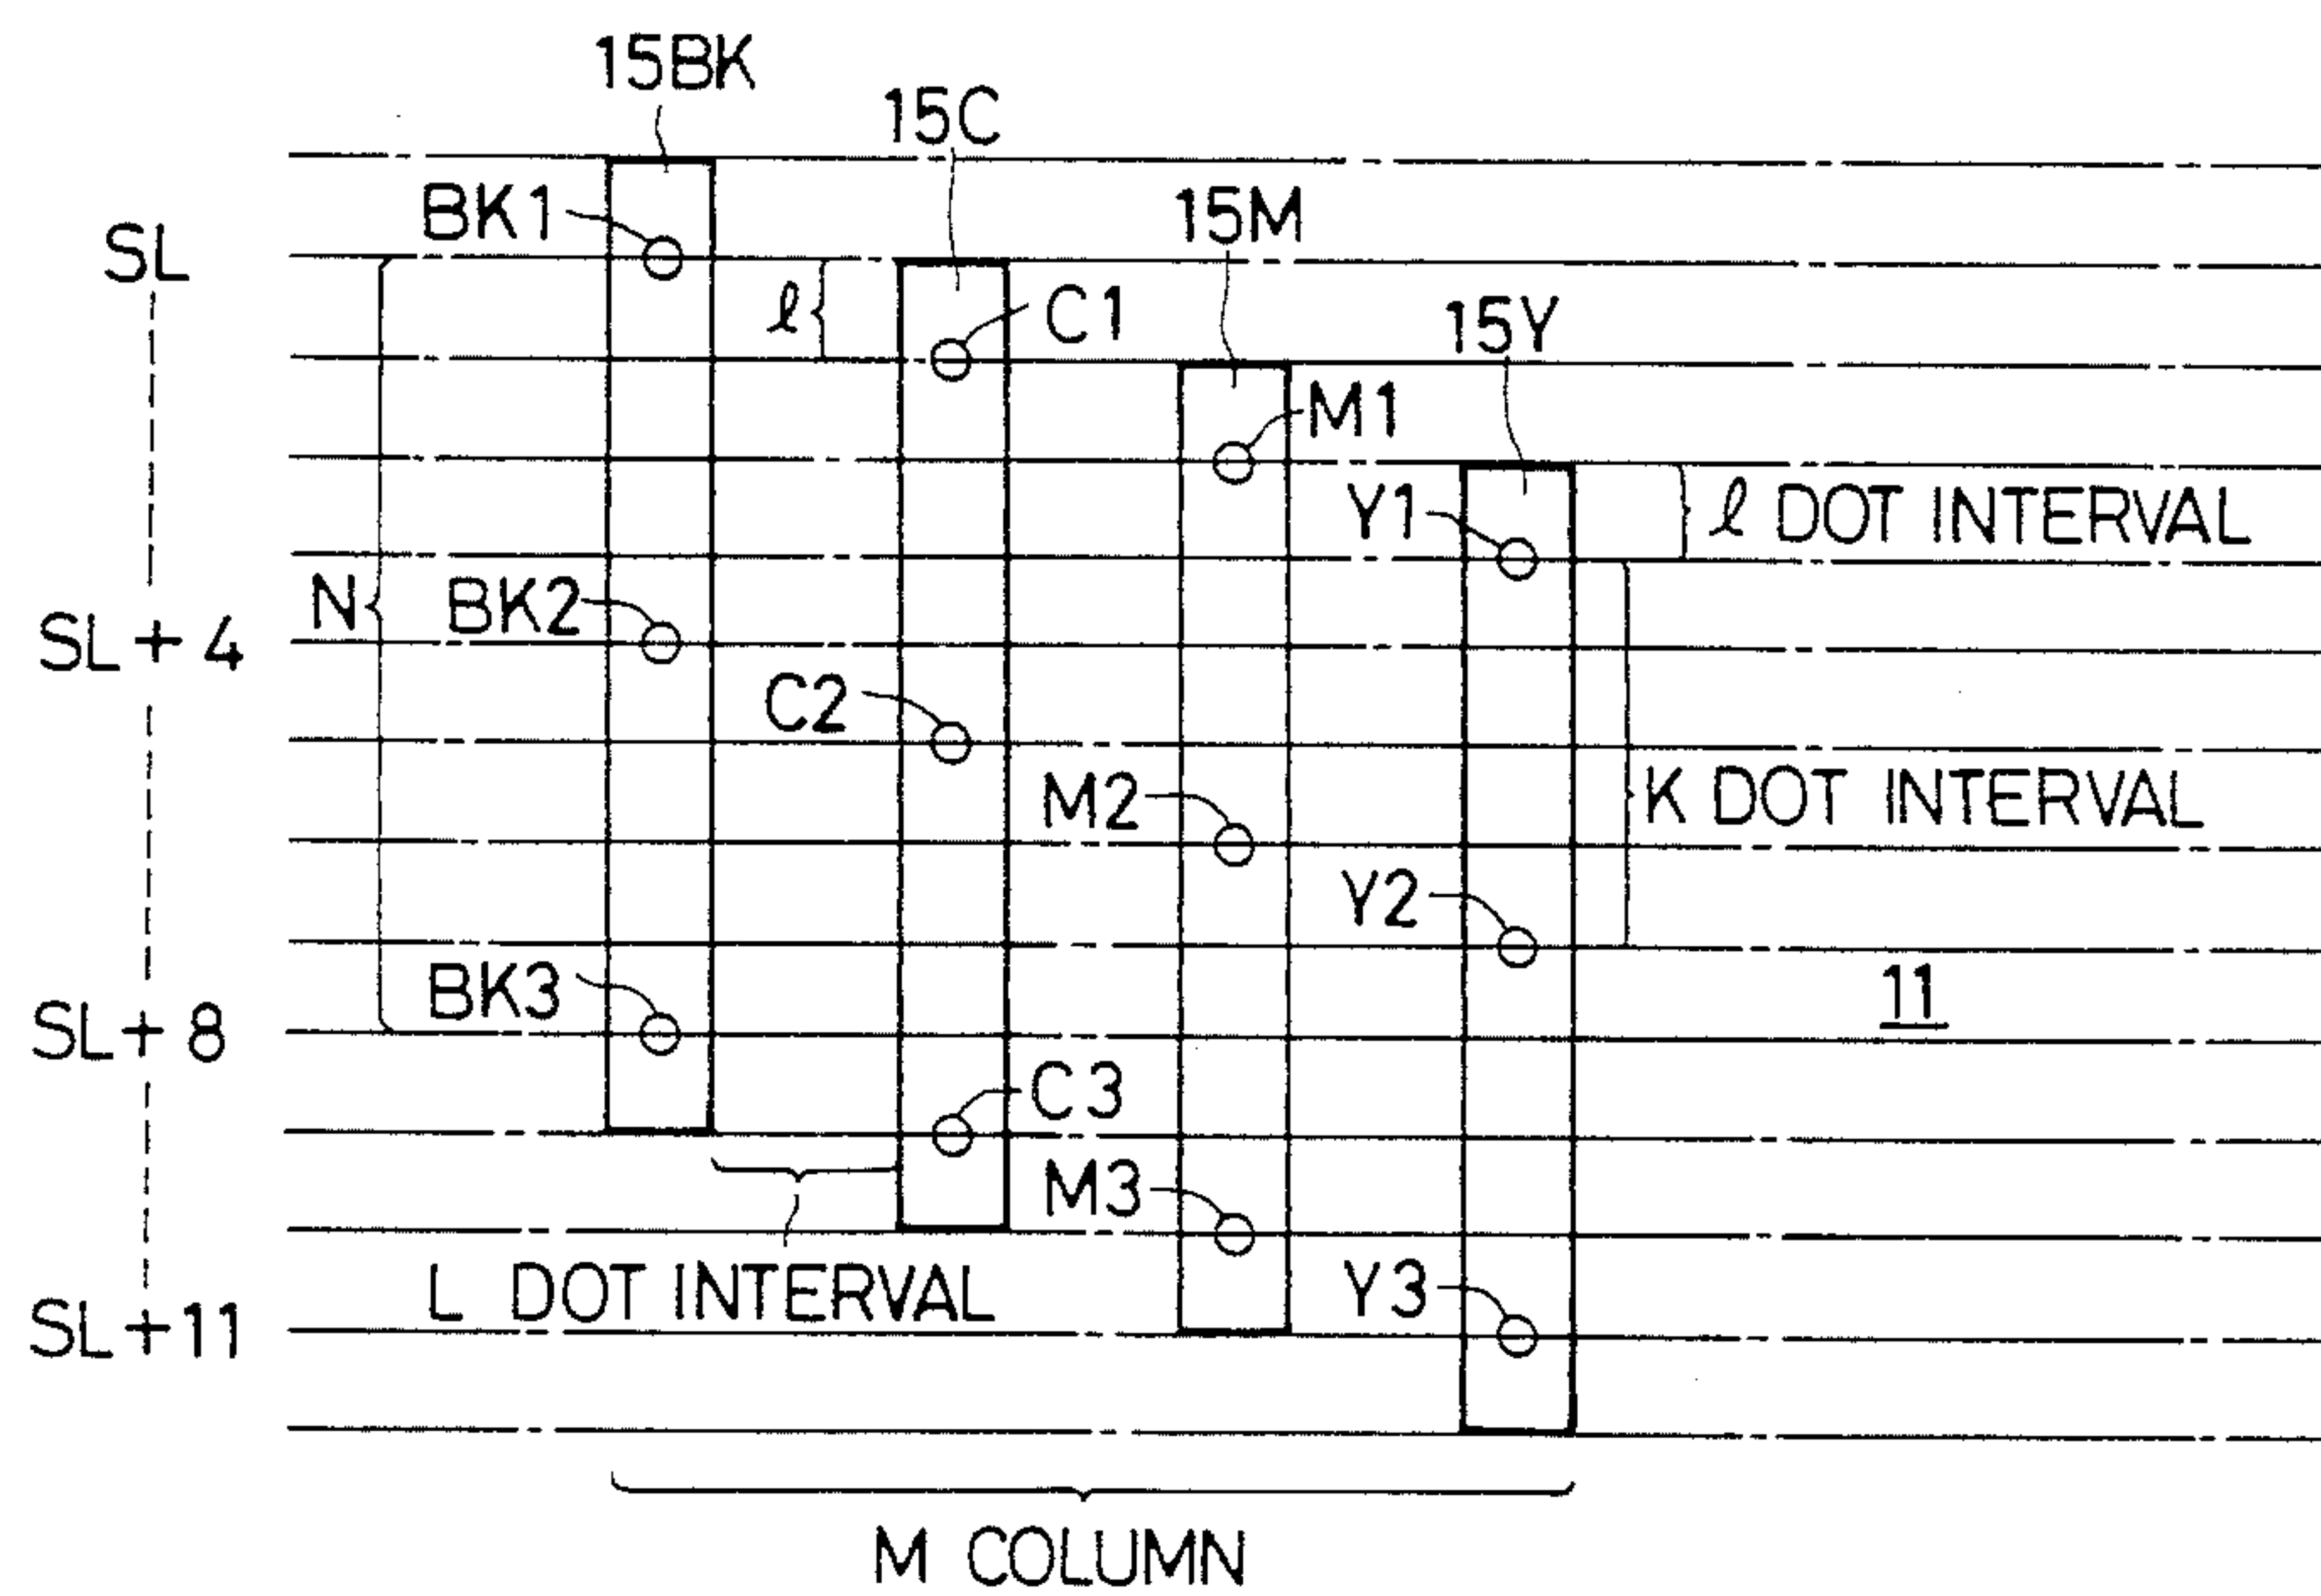 15BK
15C
15M
BK1
SL
ℓ
C1
15Y
M1
Y1
ℓ DOT INTERVAL
N
BK2
SL+4
C2
M2
K DOT INTERVAL
Y2
BK3
11
SL+8
C3
M3
L DOT INTERVAL
Y3
SL+11
M COLUMN